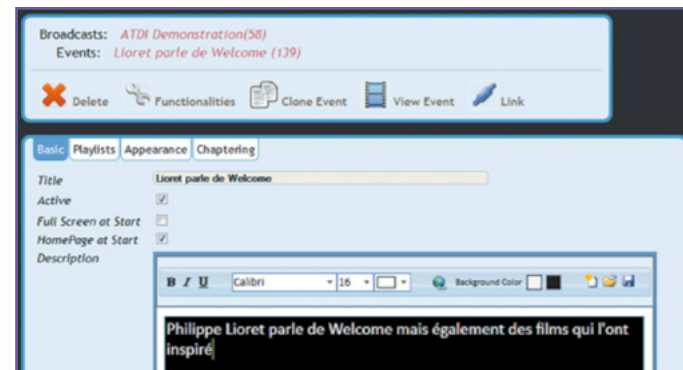 Broadcasts: ATDI Demonstration(58)
Events: Lioret parle de Welcome (139)
Delete Functionalities Clone Event View Event Link
Basic Playlists Appearance Chaptering
Title Lioret parle de Welcome
Active
Full Screen at Start
HomePage at Start
Description
B I U Calibri 16 Background Color
Philippe Lioret parle de Welcome mais également des films qui l'ont
inspiré